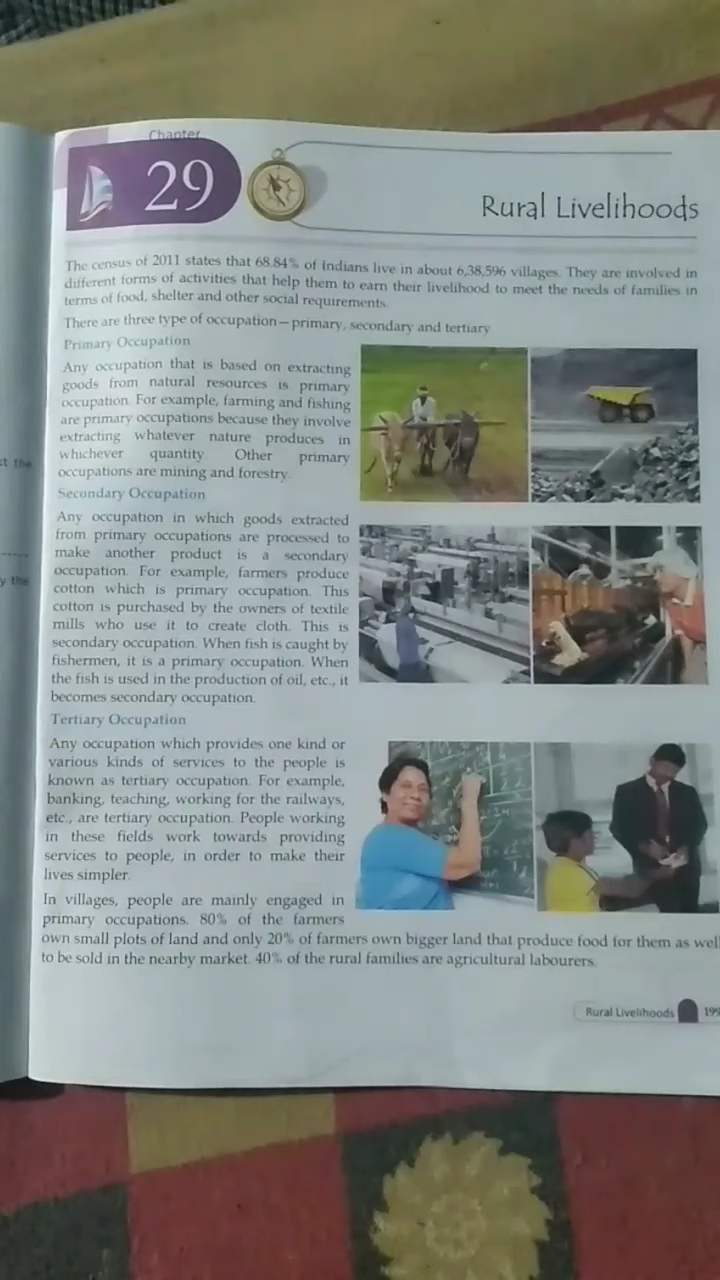 Chapter
29
Rural Livelihoods
The census of 2011 states that 68.84% of Indians live in about 6,38,596 villages. They are involved in
different forms of activities that help them to earn their livelihood to meet the needs of families in
terms of food, shelter and other social requirements.
There are three type of occupation—primary, secondary and tertiary
Primary Occupation
Any occupation that is based on extracting
goods from natural resources is primary
occupation. For example, farming and fishing
are primary occupations because they involve
extracting whatever nature produces in
whichever quantity. Other primary
occupations are mining and forestry.
Secondary Occupation
Any occupation in which goods extracted
from primary occupations are processed to
make another product is a secondary
occupation. For example, farmers produce
cotton which is primary occupation. This
cotton is purchased by the owners of textile
mills who use it to create cloth. This is
secondary occupation. When fish is caught by
fishermen, it is a primary occupation. When
the fish is used in the production of oil, etc., it
becomes secondary occupation.
Tertiary Occupation
Any occupation which provides one kind or
various kinds of services to the people is
known as tertiary occupation. For example,
banking, teaching, working for the railways,
etc., are tertiary occupation. People working
in these fields work towards providing
services to people, in order to make their
lives simpler.
In villages, people are mainly engaged in
primary occupations. 80% of the farmers
own small plots of land and only 20% of farmers own bigger land that produce food for them as well
to be sold in the nearby market. 40% of the rural families are agricultural labourers.
Rural Livelihoods 199
st the
y the